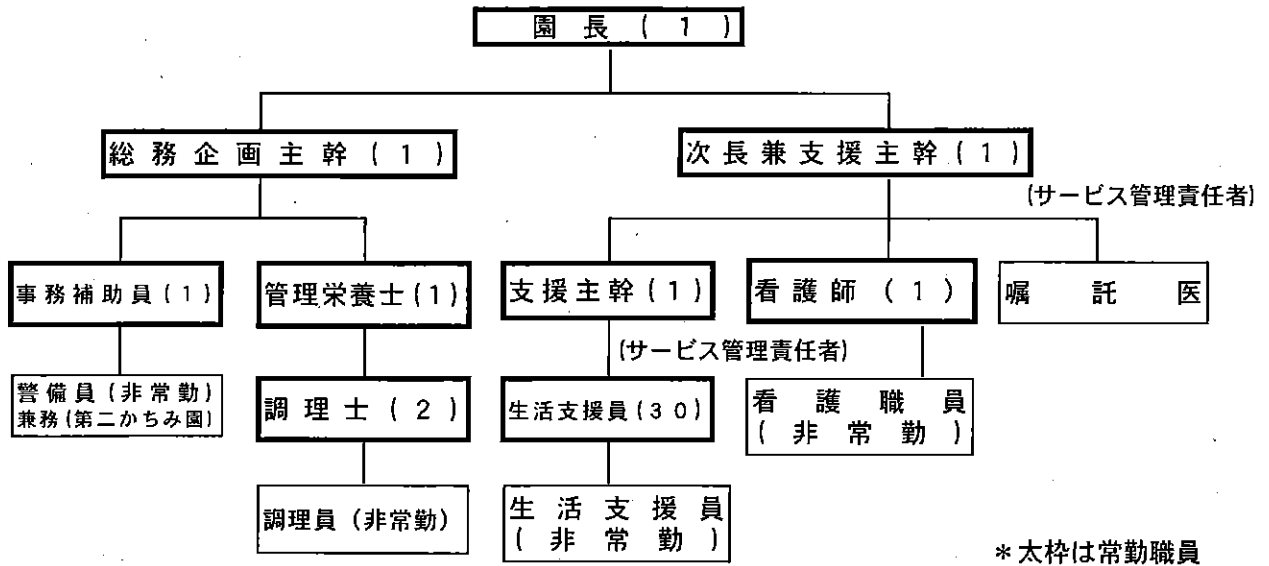 園長(1)
総務企画主幹(1)
次長兼支援主幹(1)
(サービス管理責任者)
事務補助員(1)
管理栄養士(1)
支援主幹(1)
看護師(1)
嘱託医
(サービス管理責任者)
警備員(非常勤)
兼務(第二かちみ園)
調理士(2)
生活支援員(30)
看護職員
(非常勤)
調理員(非常勤)
生活支援員
(非常勤)
*太枠は常勤職員